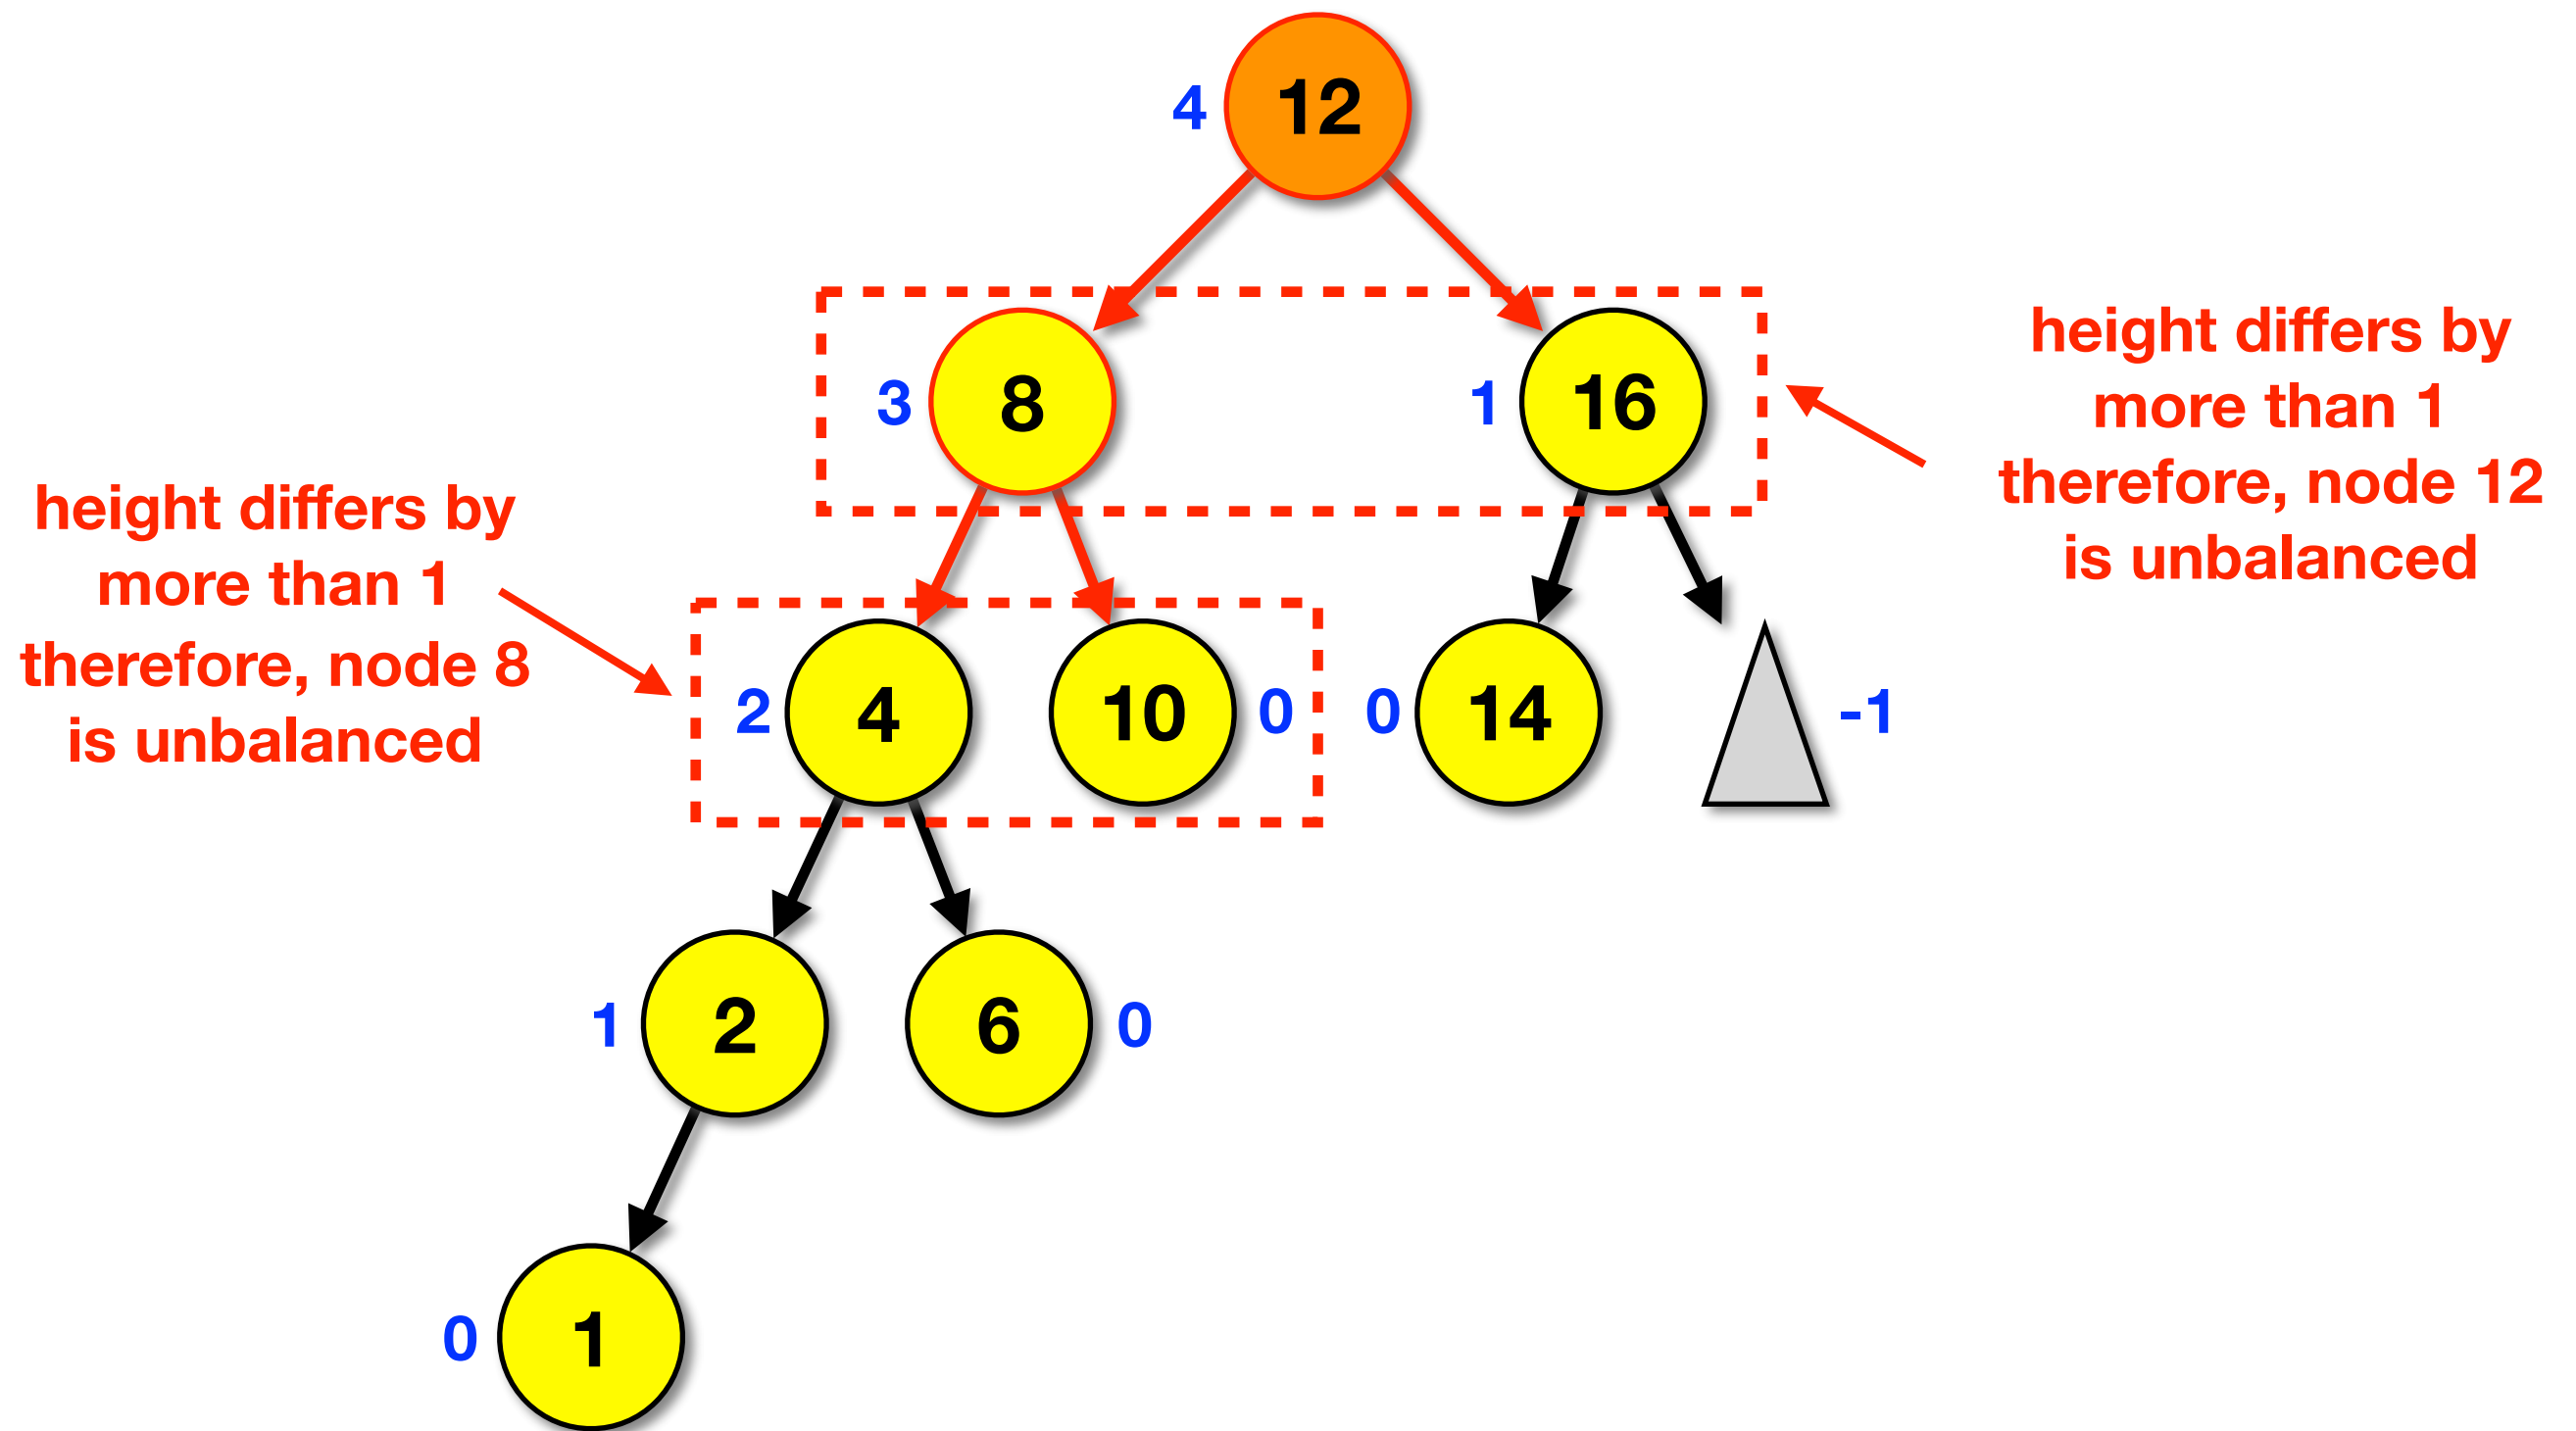 4 12
height differs by
more than 1
therefore, node 12
is unbalanced
3 8 1 16
height differs by
more than 1
therefore, node 8
is unbalanced
2 4 10 0 0 14 -1
1 2 6 0
0 1